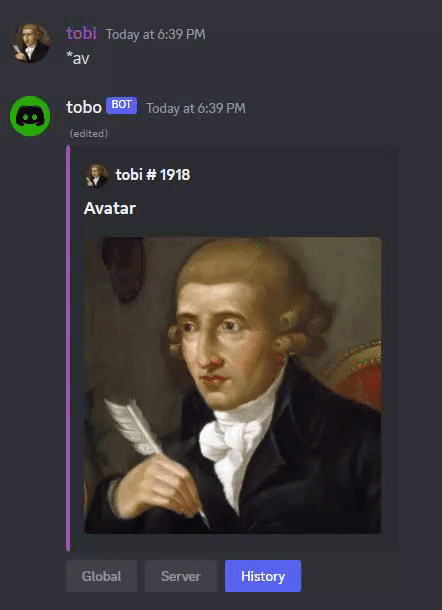 tobi Today at 6:39 PM
*av
tobo BOT Today at 6:39 PM
(edited)
tobi # 1918
Avatar
Global Server History